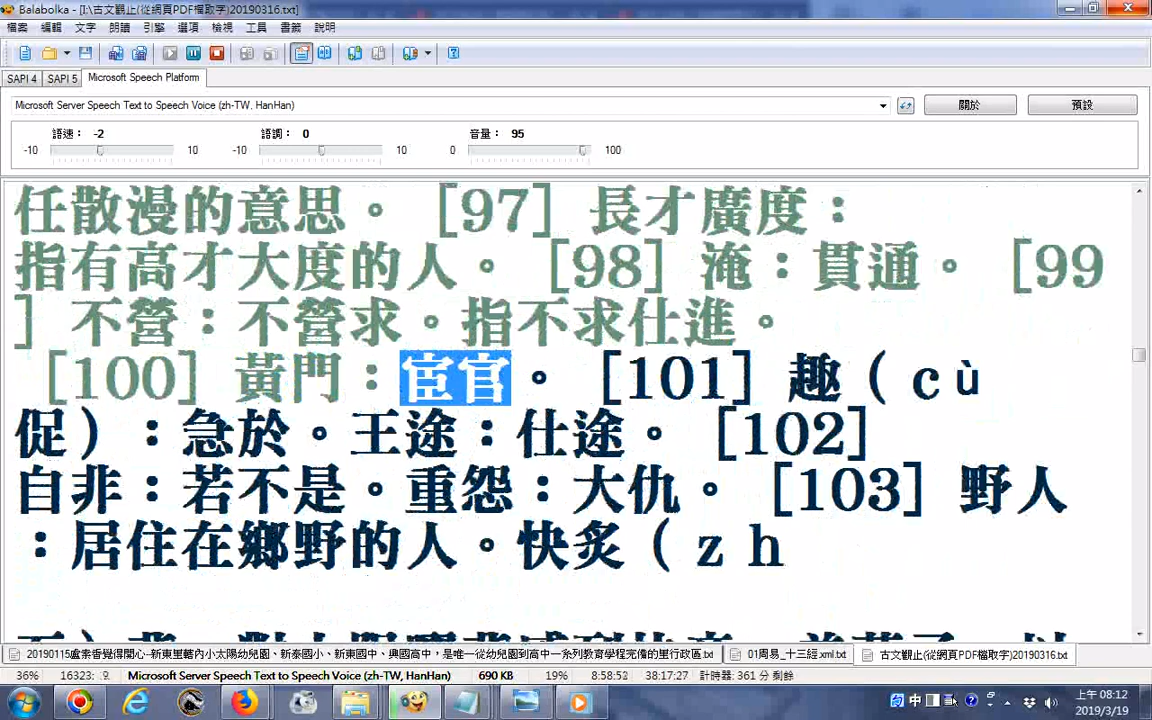 Balabolka - [I:\古文觀止(從網頁PDF檔取字)20190316.txt]
檔案 編輯 文字 朗讀 引擎 選項 檢視 工具 書籤 說明
SAPI 4 SAPI 5 Microsoft Speech Platform
Microsoft Server Speech Text to Speech Voice (zh-TW, HanHan) 關於 預設
語速： -2 語調： 0 音量： 95
-10 10 -10 10 0 100
任散漫的意思。 [97] 長才廣度：
指有高才大度的人。 [98] 淹：貫通。 [99
] 不營：不營求。指不求仕進。
[100] 黃門：宦官。 [101] 趣（cù
促）：急於。王途：仕途。 [102]
自非：若不是。重怨：大仇。 [103] 野人
：居住在鄉野的人。快炙（zh
20190115盧素香覺得開心--新東里轄內小太陽幼兒園、新泰國小、新東國中、興國高中，是唯一從幼兒園到高中一系列教育學程完備的里行政區.txt 01周易_十三經.xml.txt 古文觀止(從網頁PDF檔取字)20190316.txt
36% Microsoft Server Speech Text to Speech Voice (zh-TW, HanHan) 690 KB 19% 8:58:52 38:17:27 計時器: 361 分 剩餘
中 上午 08:12
2019/3/19